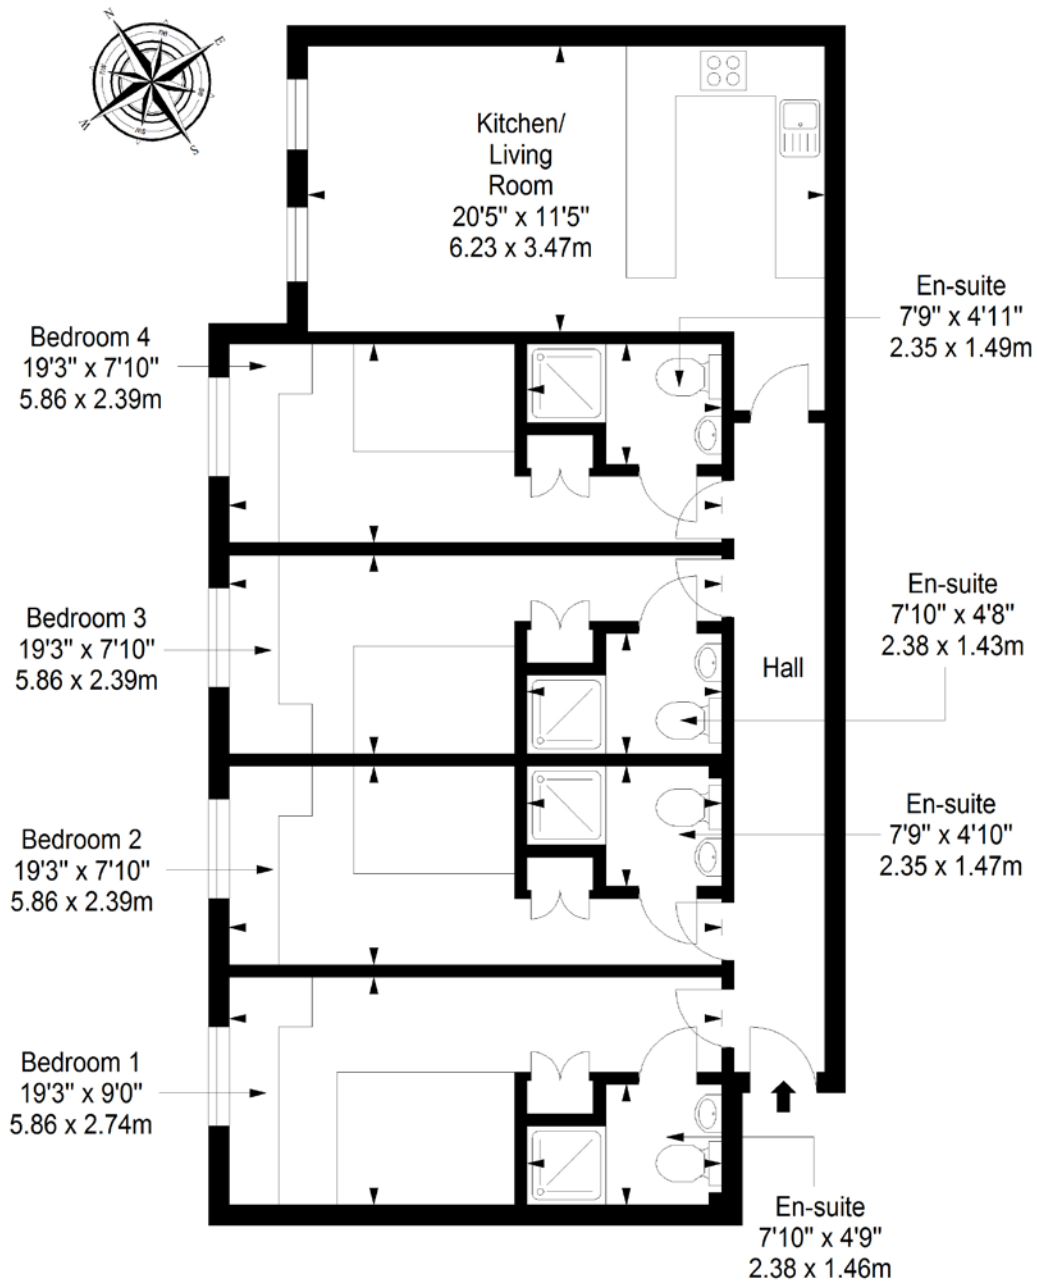 N
E
S
W
Kitchen/
Living
Room
20'5" x 11'5"
6.23 x 3.47m
En-suite
7'9" x 4'11"
2.35 x 1.49m
Bedroom 4
19'3" x 7'10"
5.86 x 2.39m
En-suite
7'10" x 4'8"
2.38 x 1.43m
Bedroom 3
19'3" x 7'10"
5.86 x 2.39m
Hall
En-suite
7'9" x 4'10"
2.35 x 1.47m
Bedroom 2
19'3" x 7'10"
5.86 x 2.39m
Bedroom 1
19'3" x 9'0"
5.86 x 2.74m
En-suite
7'10" x 4'9"
2.38 x 1.46m